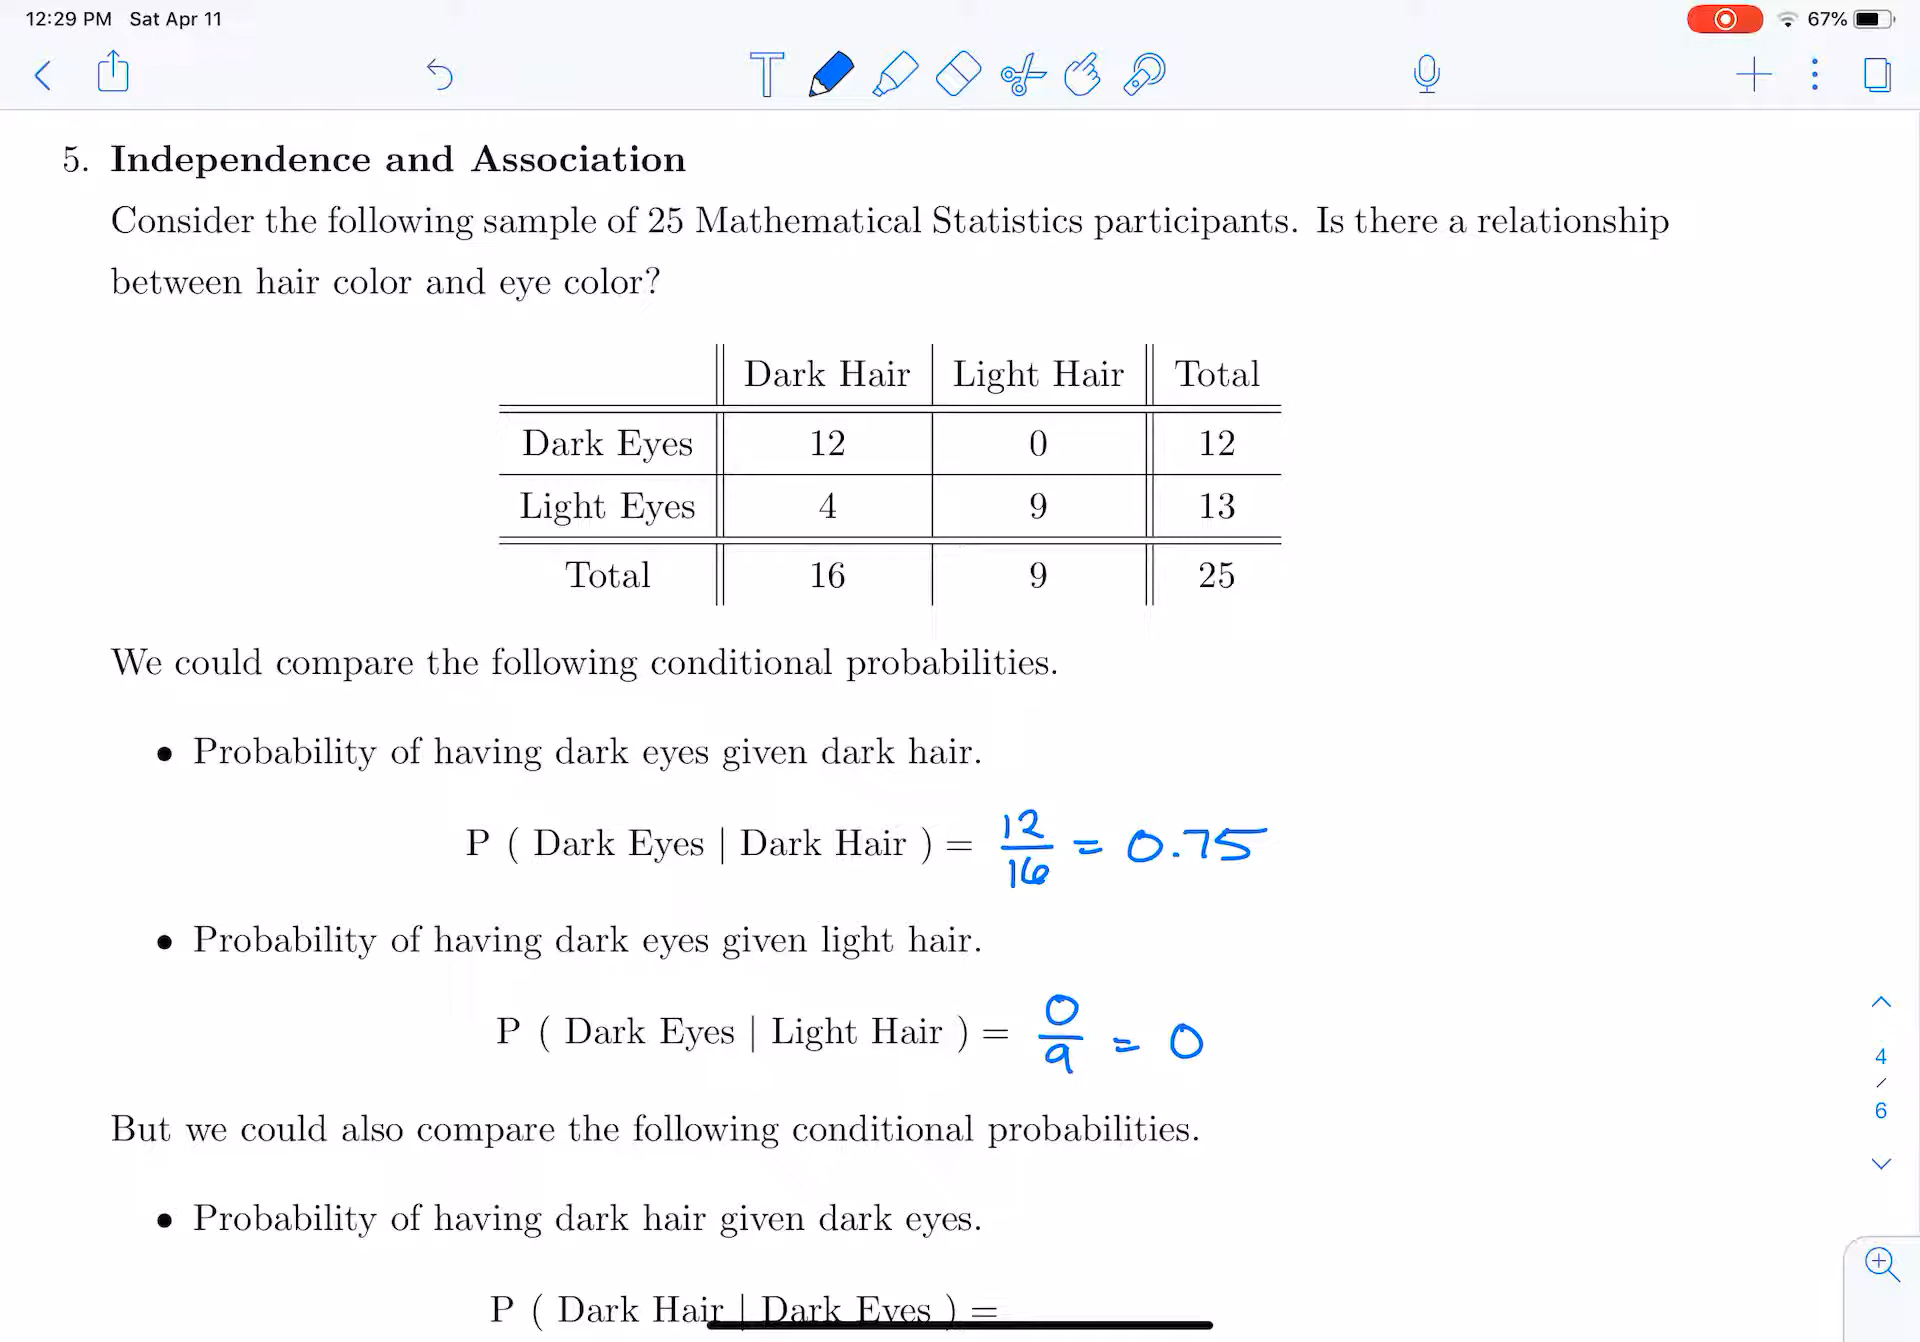 12:29 PM Sat Apr 11 67%
T
5. Independence and Association
Consider the following sample of 25 Mathematical Statistics participants. Is there a relationship
between hair color and eye color?
Dark Hair Light Hair Total
Dark Eyes 12 0 12
Light Eyes 4 9 13
Total 16 9 25
We could compare the following conditional probabilities.
• Probability of having dark eyes given dark hair.
P ( Dark Eyes | Dark Hair ) = 12/16 = 0.75
• Probability of having dark eyes given light hair.
P ( Dark Eyes | Light Hair ) = 0/9 = 0
But we could also compare the following conditional probabilities.
• Probability of having dark hair given dark eyes.
P ( Dark Hair | Dark Eyes ) =
4
/
6